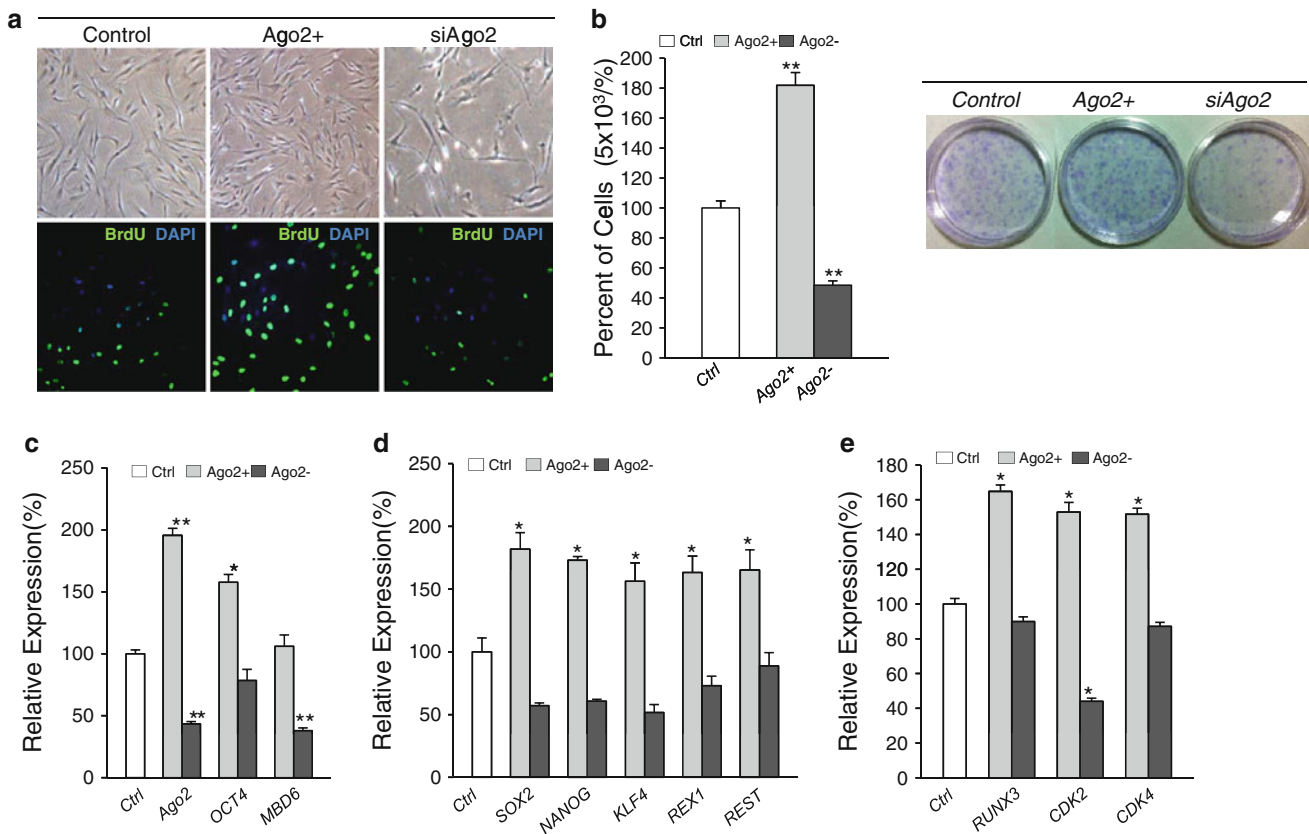 a
Control Ago2+ siAgo2
BrdU DAPI BrdU DAPI BrdU DAPI
b
Ctrl Ago2+ Ago2-
Percent of Cells (5x10³/%)
200
180
160
140
120
100
80
60
40
20
0
**
**
Ctrl Ago2+ Ago2-
Control Ago2+ siAgo2
c
Ctrl Ago2+ Ago2-
Relative Expression(%)
250
200
150
100
50
0
**
**
*
**
Ctrl Ago2 OCT4 MBD6
d
Ctrl Ago2+ Ago2-
Relative Expression(%)
250
200
150
100
50
0
* * * * *
Ctrl SOX2 NANOG KLF4 REX1 REST
e
Ctrl Ago2+ Ago2-
Relative Expression(%)
180
160
140
120
100
80
60
40
20
0
* * *
*
Ctrl RUNX3 CDK2 CDK4